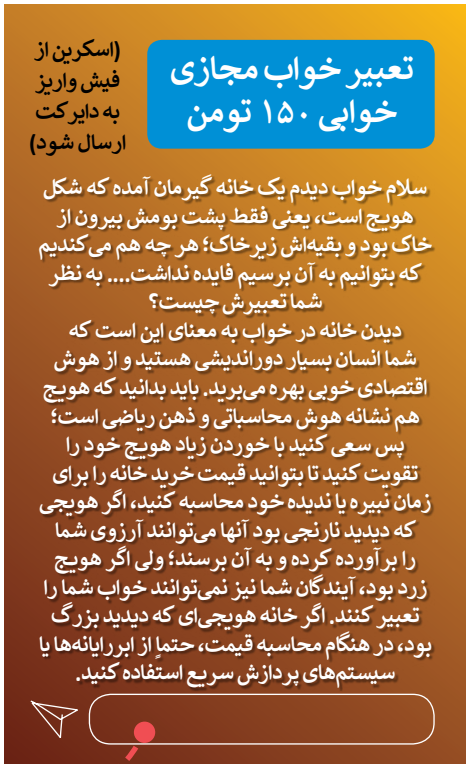 تعبیر خواب مجازی
خوابی ۱۵۰ تومن
(اسکرین از
فیش واریز
به دایرکت
ارسال شود)
سلام خواب دیدم یک خانه گیرمان آمده که شکل
هویج است، یعنی فقط پشت بومش بیرون از
خاک بود و بقیه‌اش زیرخاک؛ هر چه هم می‌کندیم
که بتوانیم به آن برسیم فایده نداشت.... به نظر
شما تعبیرش چیست؟
دیدن خانه در خواب به معنای این است که
شما انسان بسیار دوراندیشی هستید و از هوش
اقتصادی خوبی بهره می‌برید. باید بدانید که هویج
هم نشانه هوش محاسباتی و ذهن ریاضی است؛
پس سعی کنید با خوردن زیاد هویج خود را
تقویت کنید تا بتوانید قیمت خرید خانه را برای
زمان نبیره یا ندیده خود محاسبه کنید، اگر هویجی
که دیدید نارنجی بود آنها می‌توانند آرزوی شما
را برآورده کرده و به آن برسند؛ ولی اگر هویج
زرد بود، آیندگان شما نیز نمی‌توانند خواب شما را
تعبیر کنند. اگر خانه هویجی‌ای که دیدید بزرگ
بود، در هنگام محاسبه قیمت، حتماً از ابررایانه‌ها یا
سیستم‌های پردازش سریع استفاده کنید.